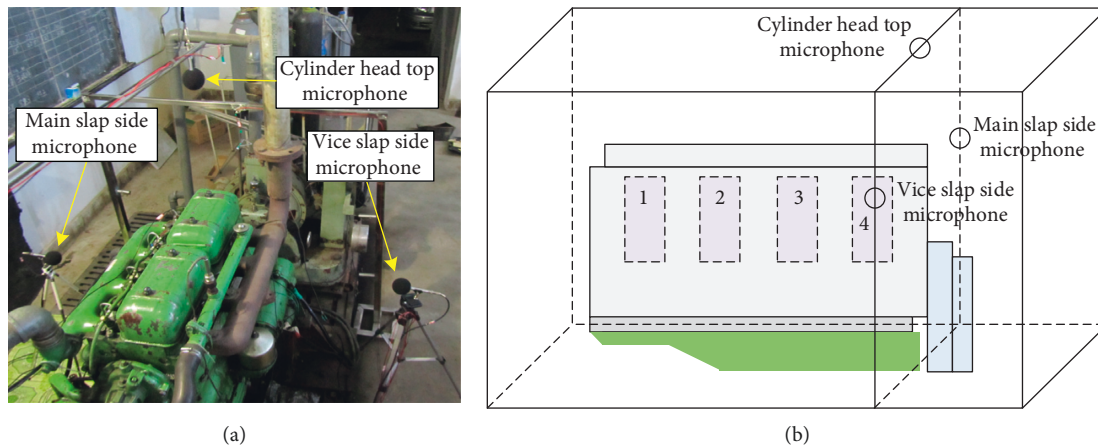 Cylinder head top
microphone
Main slap side
microphone
Vice slap side
microphone
(a)
Cylinder head top
microphone
Main slap side
microphone
Vice slap side
microphone
1
2
3
4
(b)